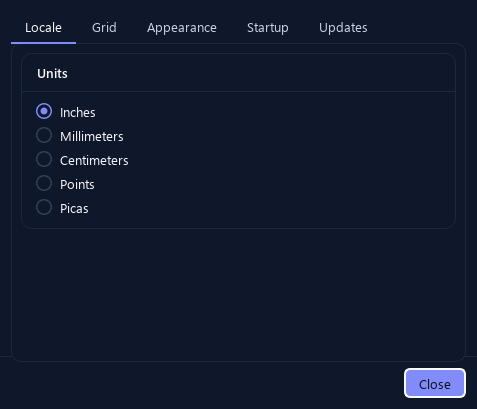 Locale Grid Appearance Startup Updates
Units
Inches
Millimeters
Centimeters
Points
Picas
Close